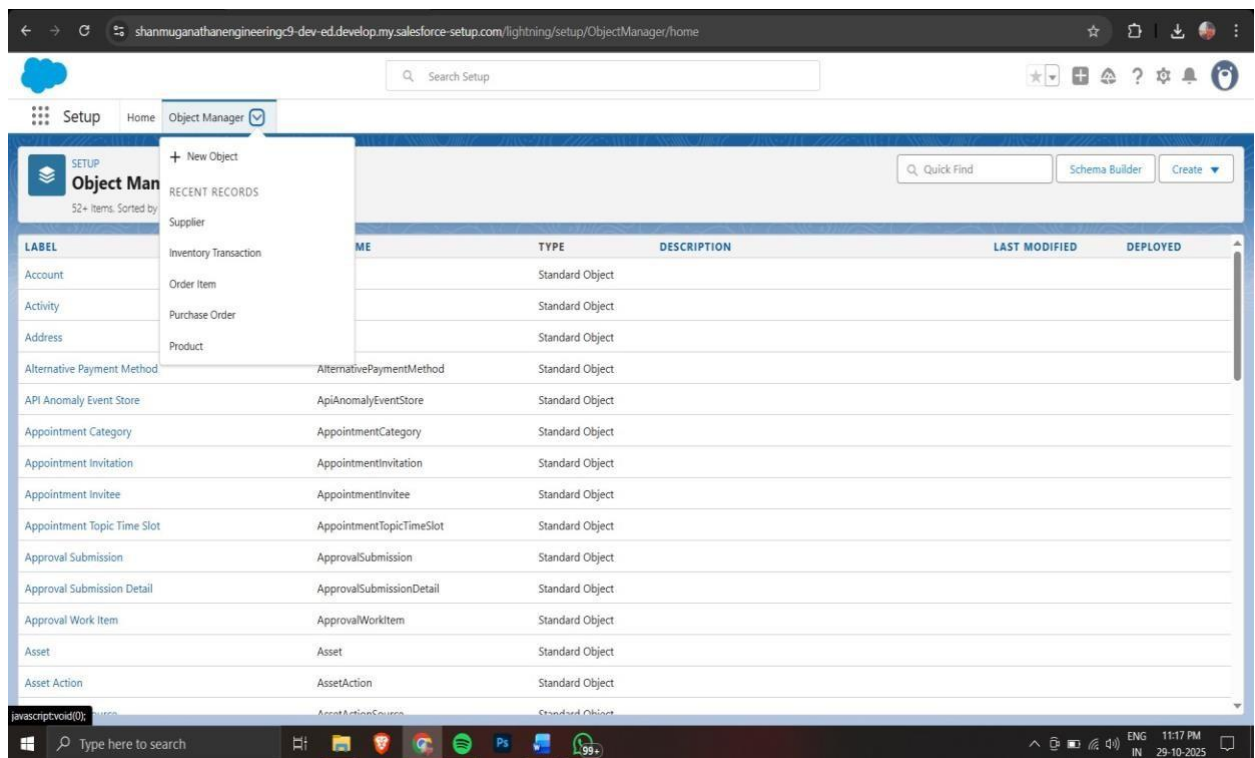 shanmuganathanengineeringc9-dev-ed.develop.my.salesforce-setup.com/lightning/setup/ObjectManager/home
Search Setup
Setup Home Object Manager
+ New Object
RECENT RECORDS
Supplier
Inventory Transaction
Order Item
Purchase Order
Product
SETUP
Object Man
52+ Items. Sorted by
Quick Find Schema Builder Create
LABEL ME TYPE DESCRIPTION LAST MODIFIED DEPLOYED
Account Standard Object
Activity Standard Object
Address Standard Object
Alternative Payment Method AlternativePaymentMethod Standard Object
API Anomaly Event Store ApiAnomalyEventStore Standard Object
Appointment Category AppointmentCategory Standard Object
Appointment Invitation AppointmentInvitation Standard Object
Appointment Invitee AppointmentInvitee Standard Object
Appointment Topic Time Slot AppointmentTopicTimeSlot Standard Object
Approval Submission ApprovalSubmission Standard Object
Approval Submission Detail ApprovalSubmissionDetail Standard Object
Approval Work Item ApprovalWorkItem Standard Object
Asset Asset Standard Object
Asset Action AssetAction Standard Object
AssetActionSource Standard Object
javascript:void(0);
Type here to search Ps 99+ ENG 11:17 PM
IN 29-10-2025